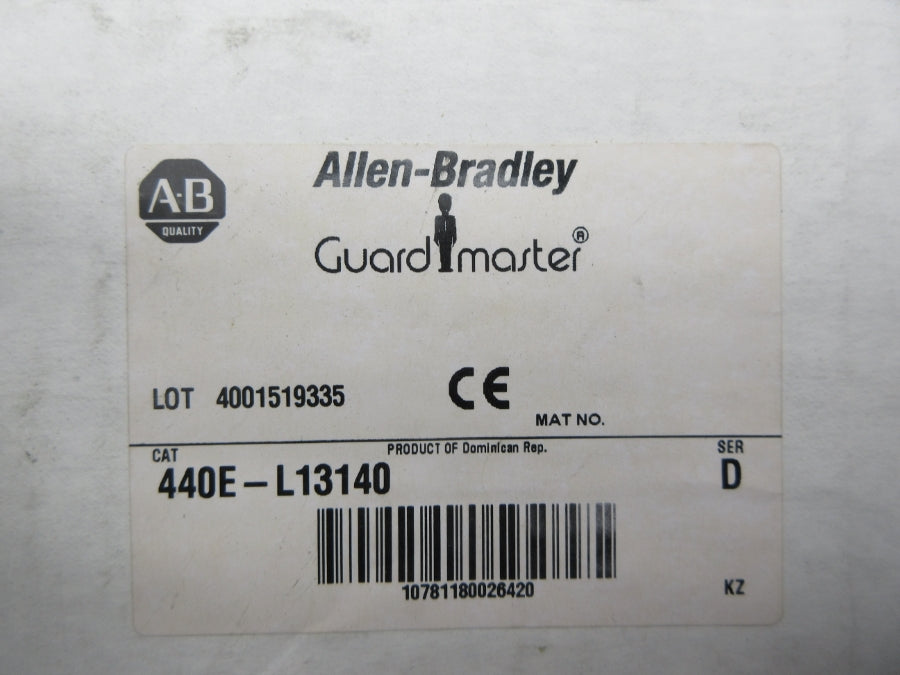 A-B
QUALITY
Allen-Bradley
Guardmaster®
LOT 4001519335
CE
MAT NO.
CAT
PRODUCT OF Dominican Rep.
SER
440E-L13140
D
10781180026420
KZ